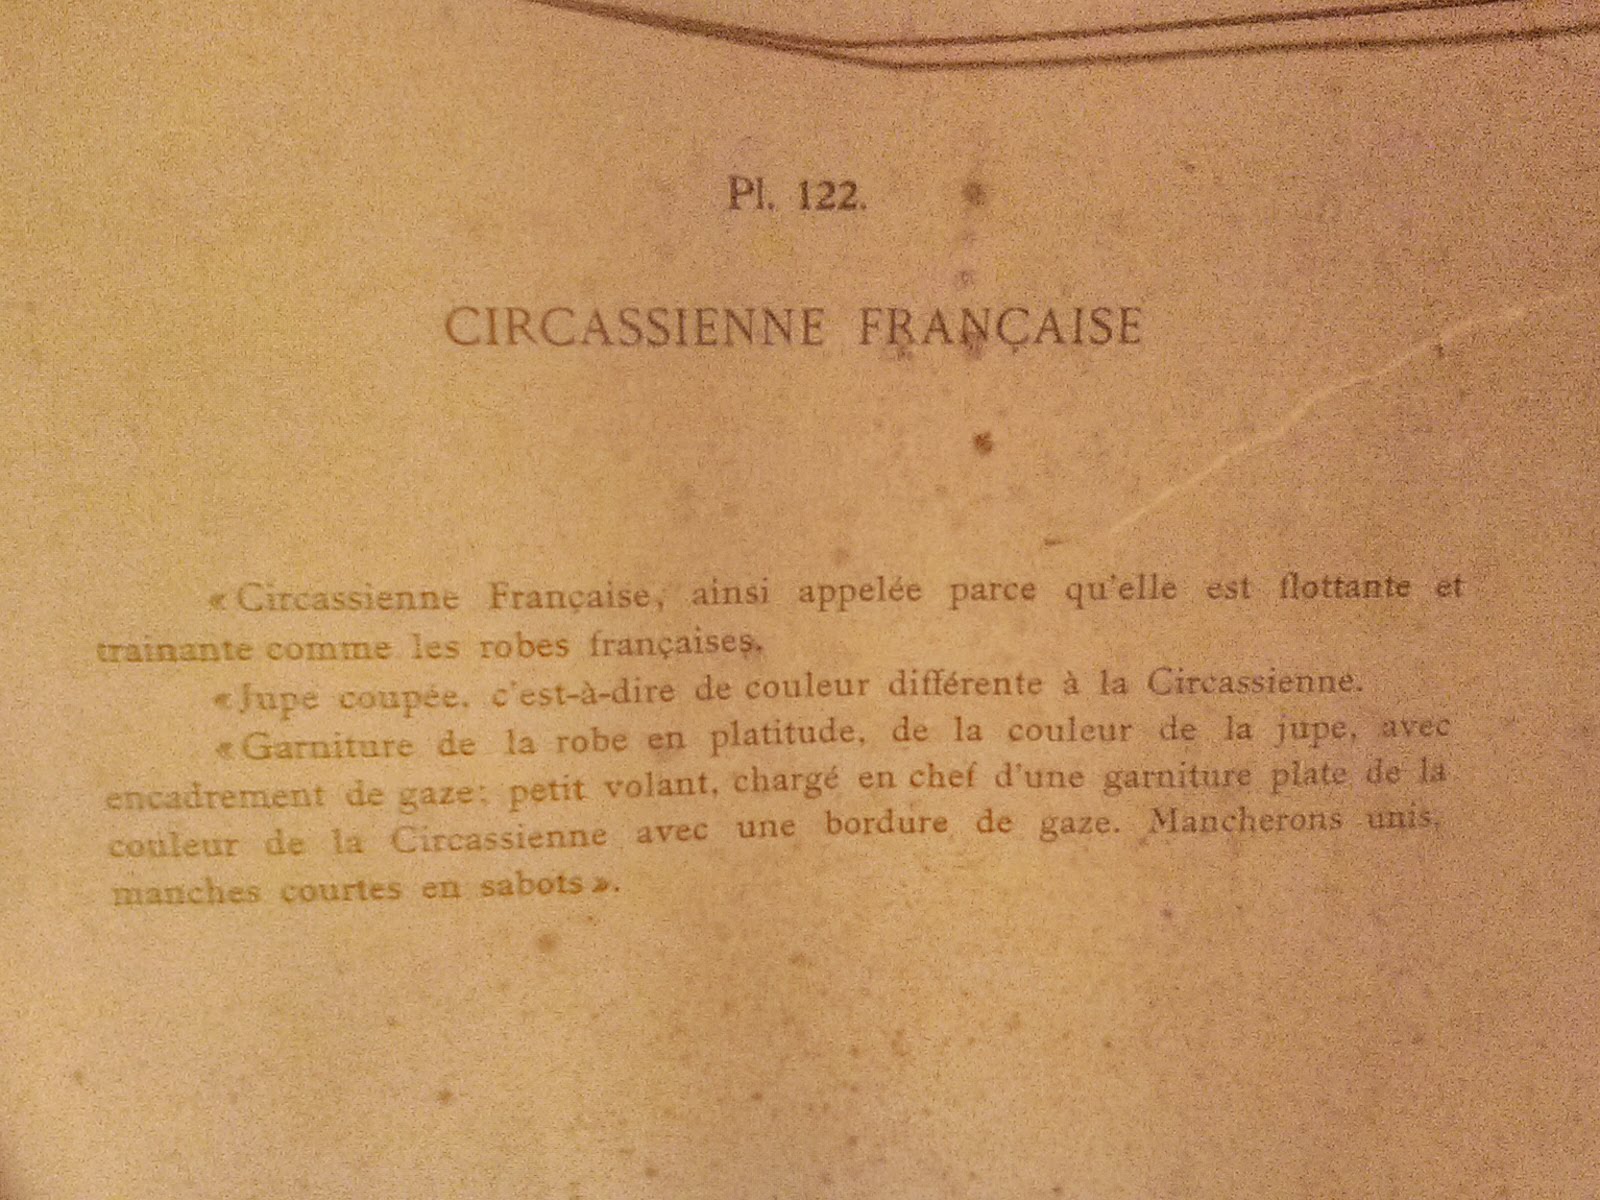 Pl. 122.
CIRCASSIENNE FRANÇAISE
« Circassienne Française, ainsi appelée parce qu'elle est flottante et
trainante comme les robes françaises.
« Jupe coupée, c'est-à-dire de couleur différente à la Circassienne.
« Garniture de la robe en platitude, de la couleur de la jupe, avec
encadrement de gaze; petit volant, chargé en chef d'une garniture plate de la
couleur de la Circassienne avec une bordure de gaze. Mancherons unis,
manches courtes en sabots ».